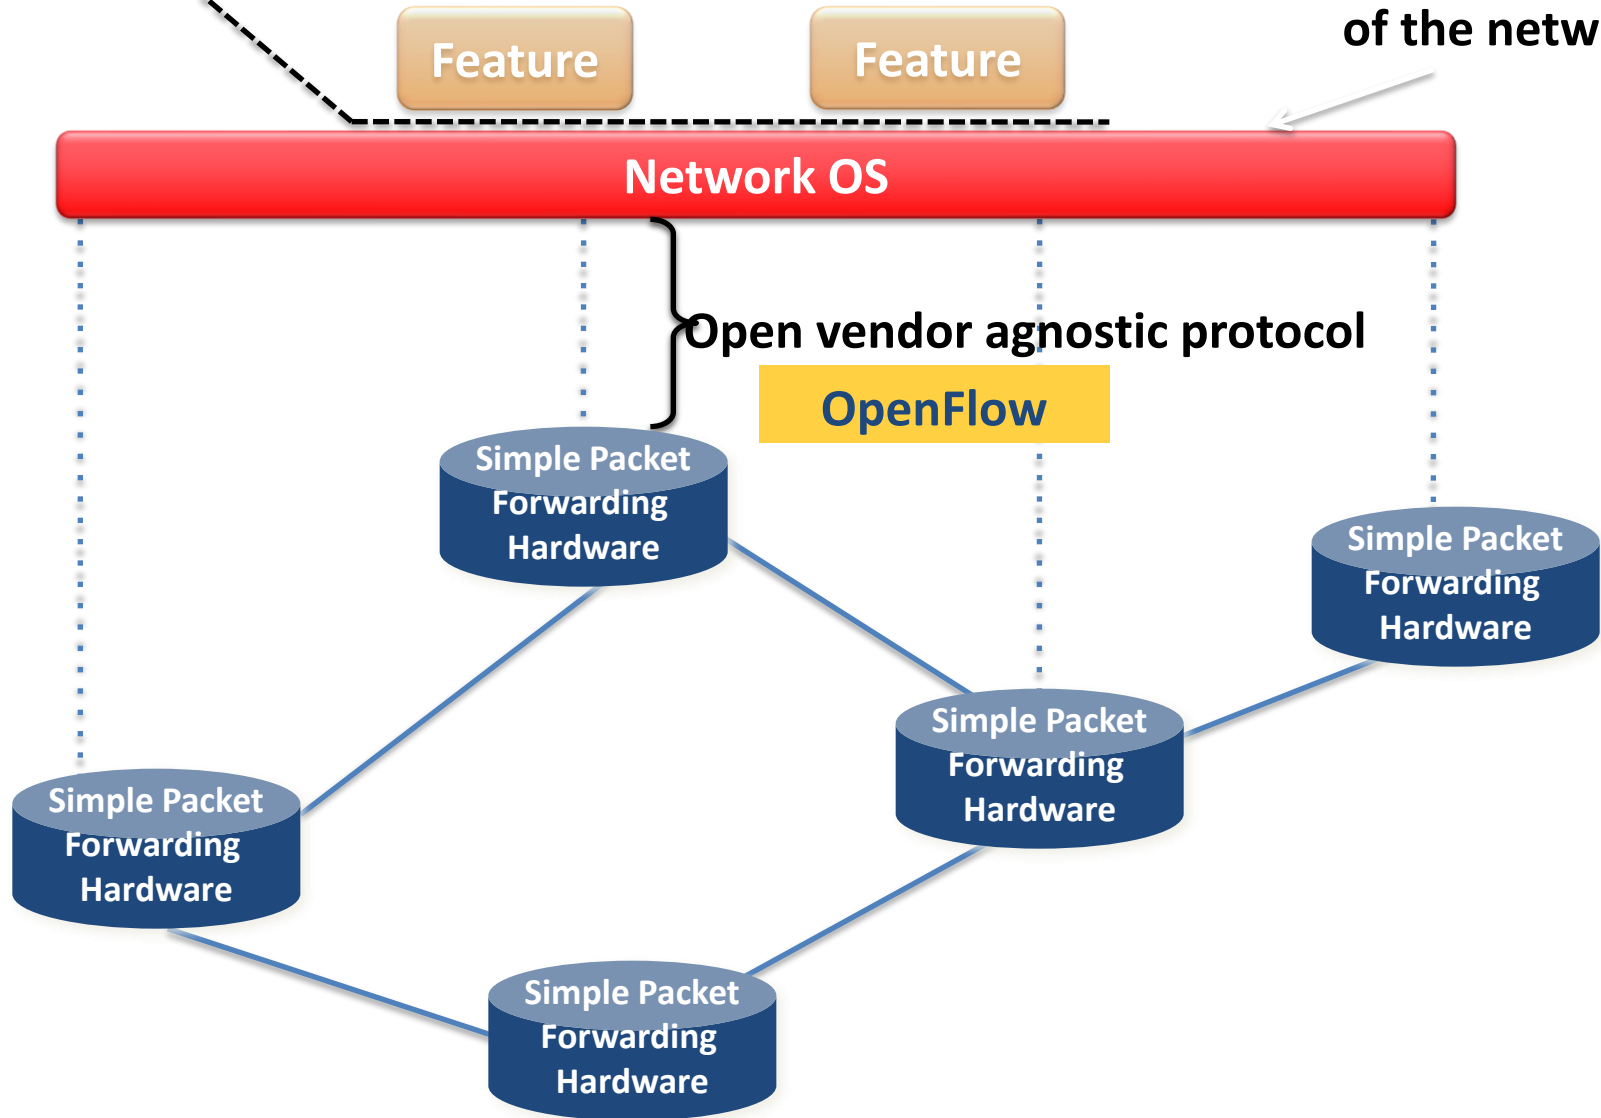 of the netw
Feature
Feature
Network OS
Open vendor agnostic protocol
OpenFlow
Simple Packet
Forwarding
Hardware
Simple Packet
Forwarding
Hardware
Simple Packet
Forwarding
Hardware
Simple Packet
Forwarding
Hardware
Simple Packet
Forwarding
Hardware